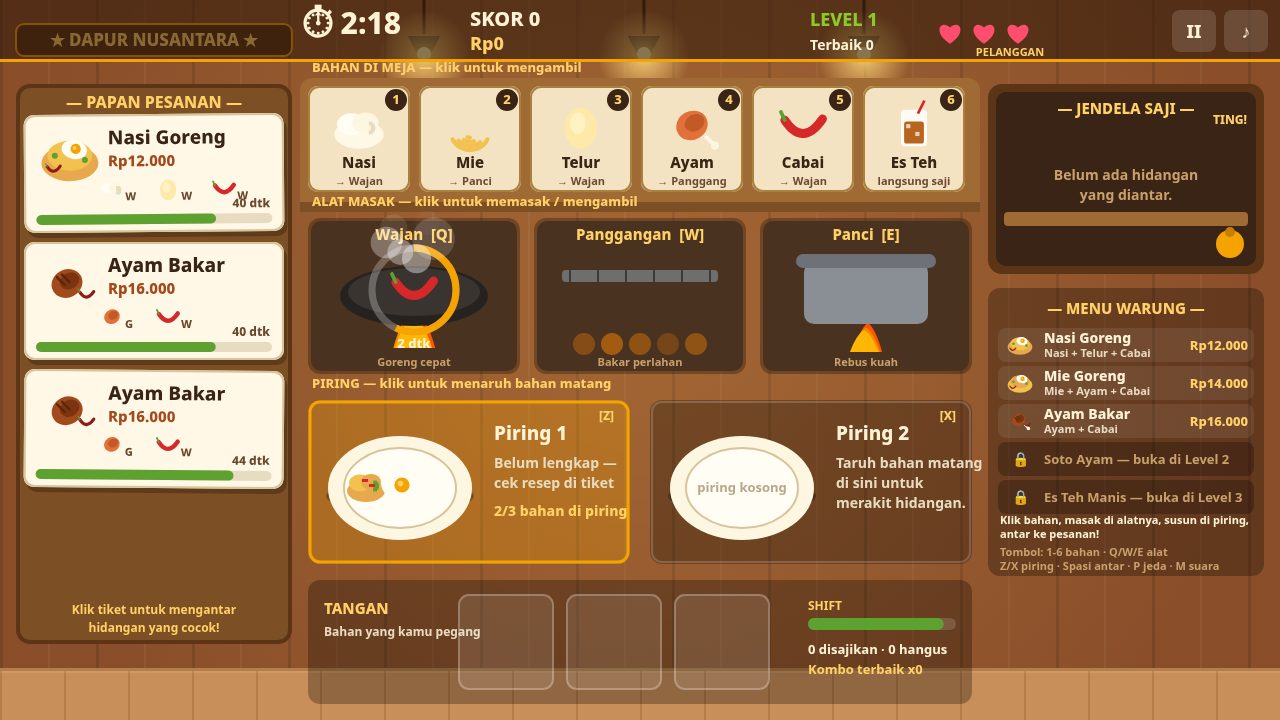 ★ DAPUR NUSANTARA ★
2:18
SKOR 0
Rp0
LEVEL 1
Terbaik 0
PELANGGAN
II
♪
BAHAN DI MEJA — klik untuk mengambil
1
Nasi
→ Wajan
2
Mie
→ Panci
3
Telur
→ Wajan
4
Ayam
→ Panggang
5
Cabai
→ Wajan
6
Es Teh
langsung saji
— PAPAN PESANAN —
Nasi Goreng
Rp12.000
W
W
W
40 dtk
Ayam Bakar
Rp16.000
G
W
40 dtk
Ayam Bakar
Rp16.000
G
W
44 dtk
Klik tiket untuk mengantar
hidangan yang cocok!
ALAT MASAK — klik untuk memasak / mengambil
Wajan [Q]
2 dtk
Goreng cepat
Panggangan [W]
Bakar perlahan
Panci [E]
Rebus kuah
PIRING — klik untuk menaruh bahan matang
[Z]
Piring 1
Belum lengkap —
cek resep di tiket
2/3 bahan di piring
[X]
piring kosong
Piring 2
Taruh bahan matang
di sini untuk
merakit hidangan.
TANGAN
Bahan yang kamu pegang
SHIFT
0 disajikan · 0 hangus
Kombo terbaik x0
— JENDELA SAJI —
TING!
Belum ada hidangan
yang diantar.
— MENU WARUNG —
Nasi Goreng
Nasi + Telur + Cabai
Rp12.000
Mie Goreng
Mie + Ayam + Cabai
Rp14.000
Ayam Bakar
Ayam + Cabai
Rp16.000
Soto Ayam — buka di Level 2
Es Teh Manis — buka di Level 3
Klik bahan, masak di alatnya, susun di piring,
antar ke pesanan!
Tombol: 1-6 bahan · Q/W/E alat
Z/X piring · Spasi antar · P jeda · M suara